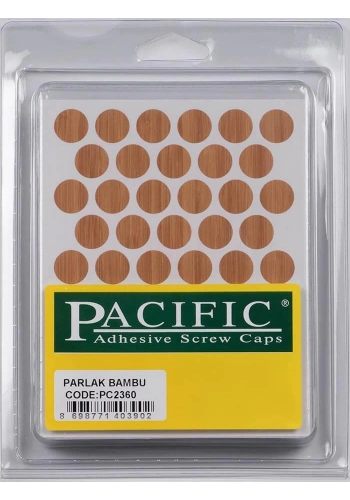 PACIFIC®
Adhesive Screw Caps
PARLAK BAMBU
CODE:PC2360
8 698771 403902